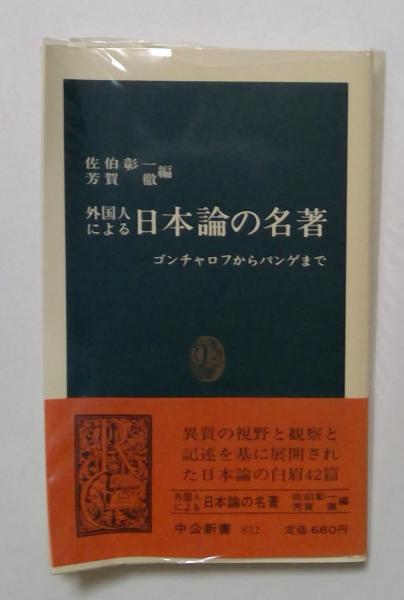 佐伯彰一
芳賀 徹 編
外国人
による 日本論の名著
ゴンチャロフからパンゲまで
異質の視野と観察と
記述を基に展開され
た日本論の白眉42篇
外国人
による 日本論の名著 佐伯彰一
芳賀 徹 編
中公新書 832 定価 660円